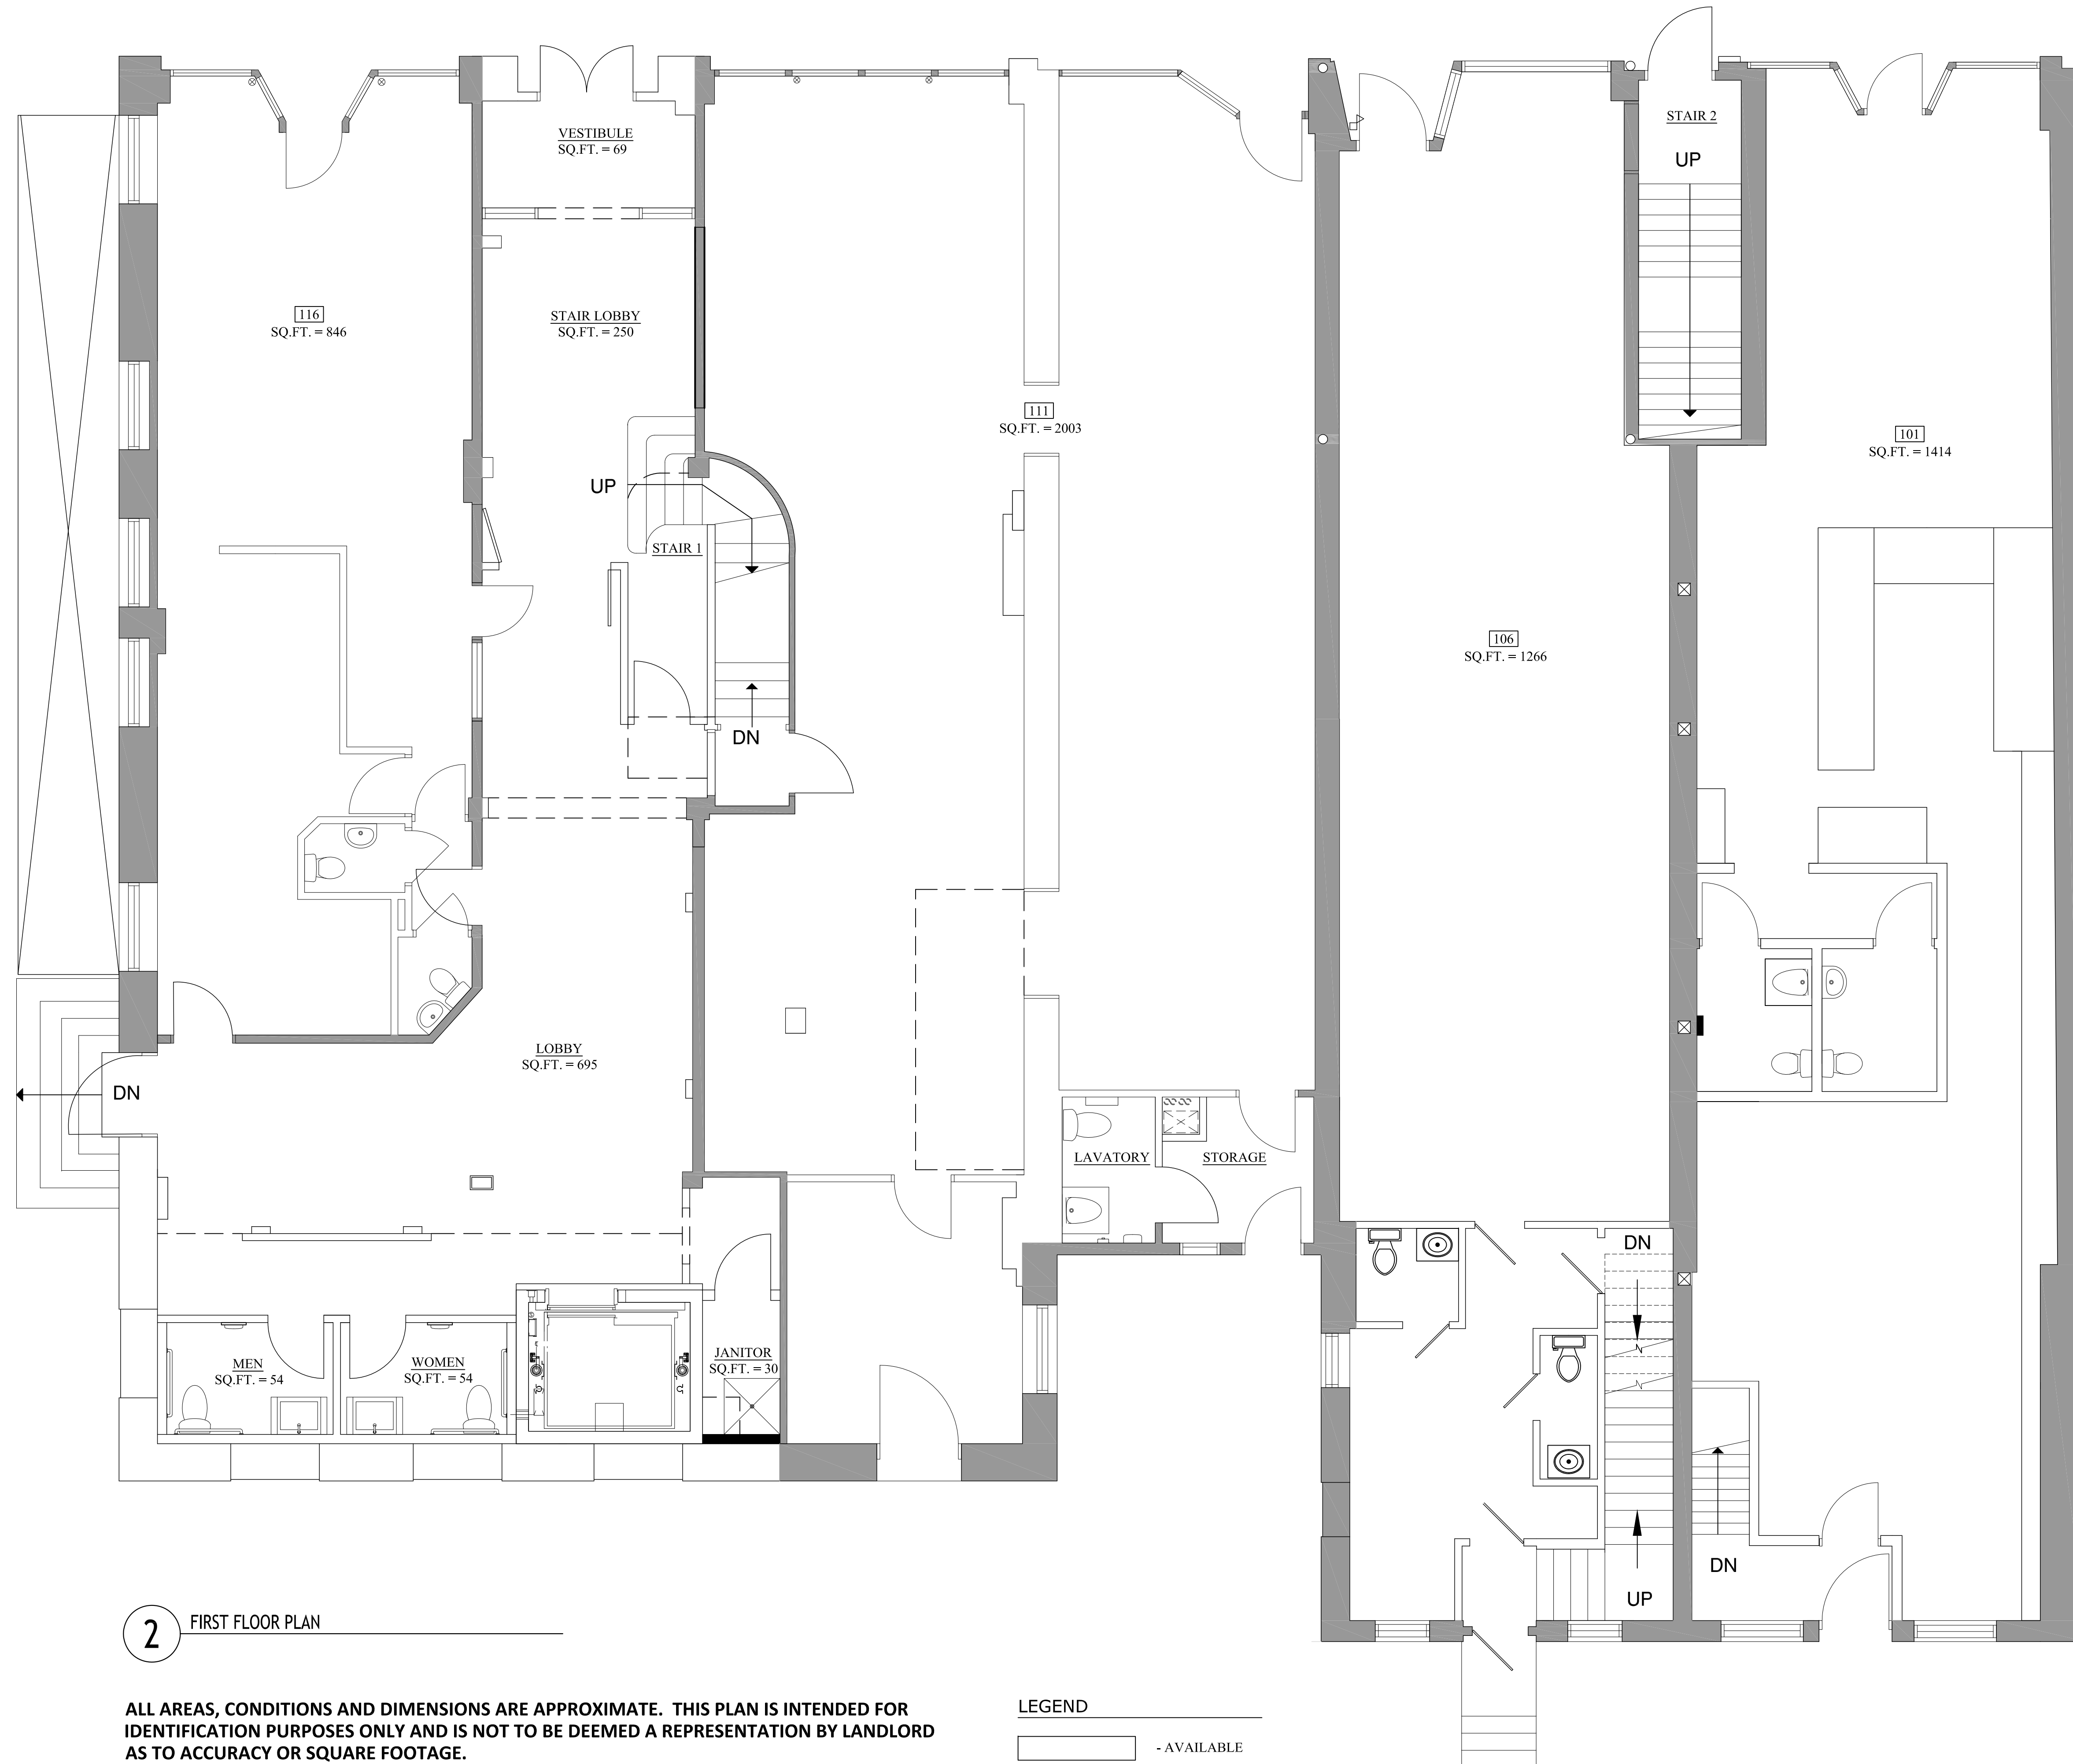 STAIR 2
UP
VESTIBULE
SQ.FT. = 69
116
SQ.FT. = 846
STAIR LOBBY
SQ.FT. = 250
111
SQ.FT. = 2003
101
SQ.FT. = 1414
UP
STAIR 1
106
SQ.FT. = 1266
DN
LOBBY
SQ.FT. = 695
DN
LAVATORY
STORAGE
DN
MEN
SQ.FT. = 54
WOMEN
SQ.FT. = 54
JANITOR
SQ.FT. = 30
DN
UP
2
FIRST FLOOR PLAN
ALL AREAS, CONDITIONS AND DIMENSIONS ARE APPROXIMATE. THIS PLAN IS INTENDED FOR
IDENTIFICATION PURPOSES ONLY AND IS NOT TO BE DEEMED A REPRESENTATION BY LANDLORD
AS TO ACCURACY OR SQUARE FOOTAGE.
LEGEND
- AVAILABLE